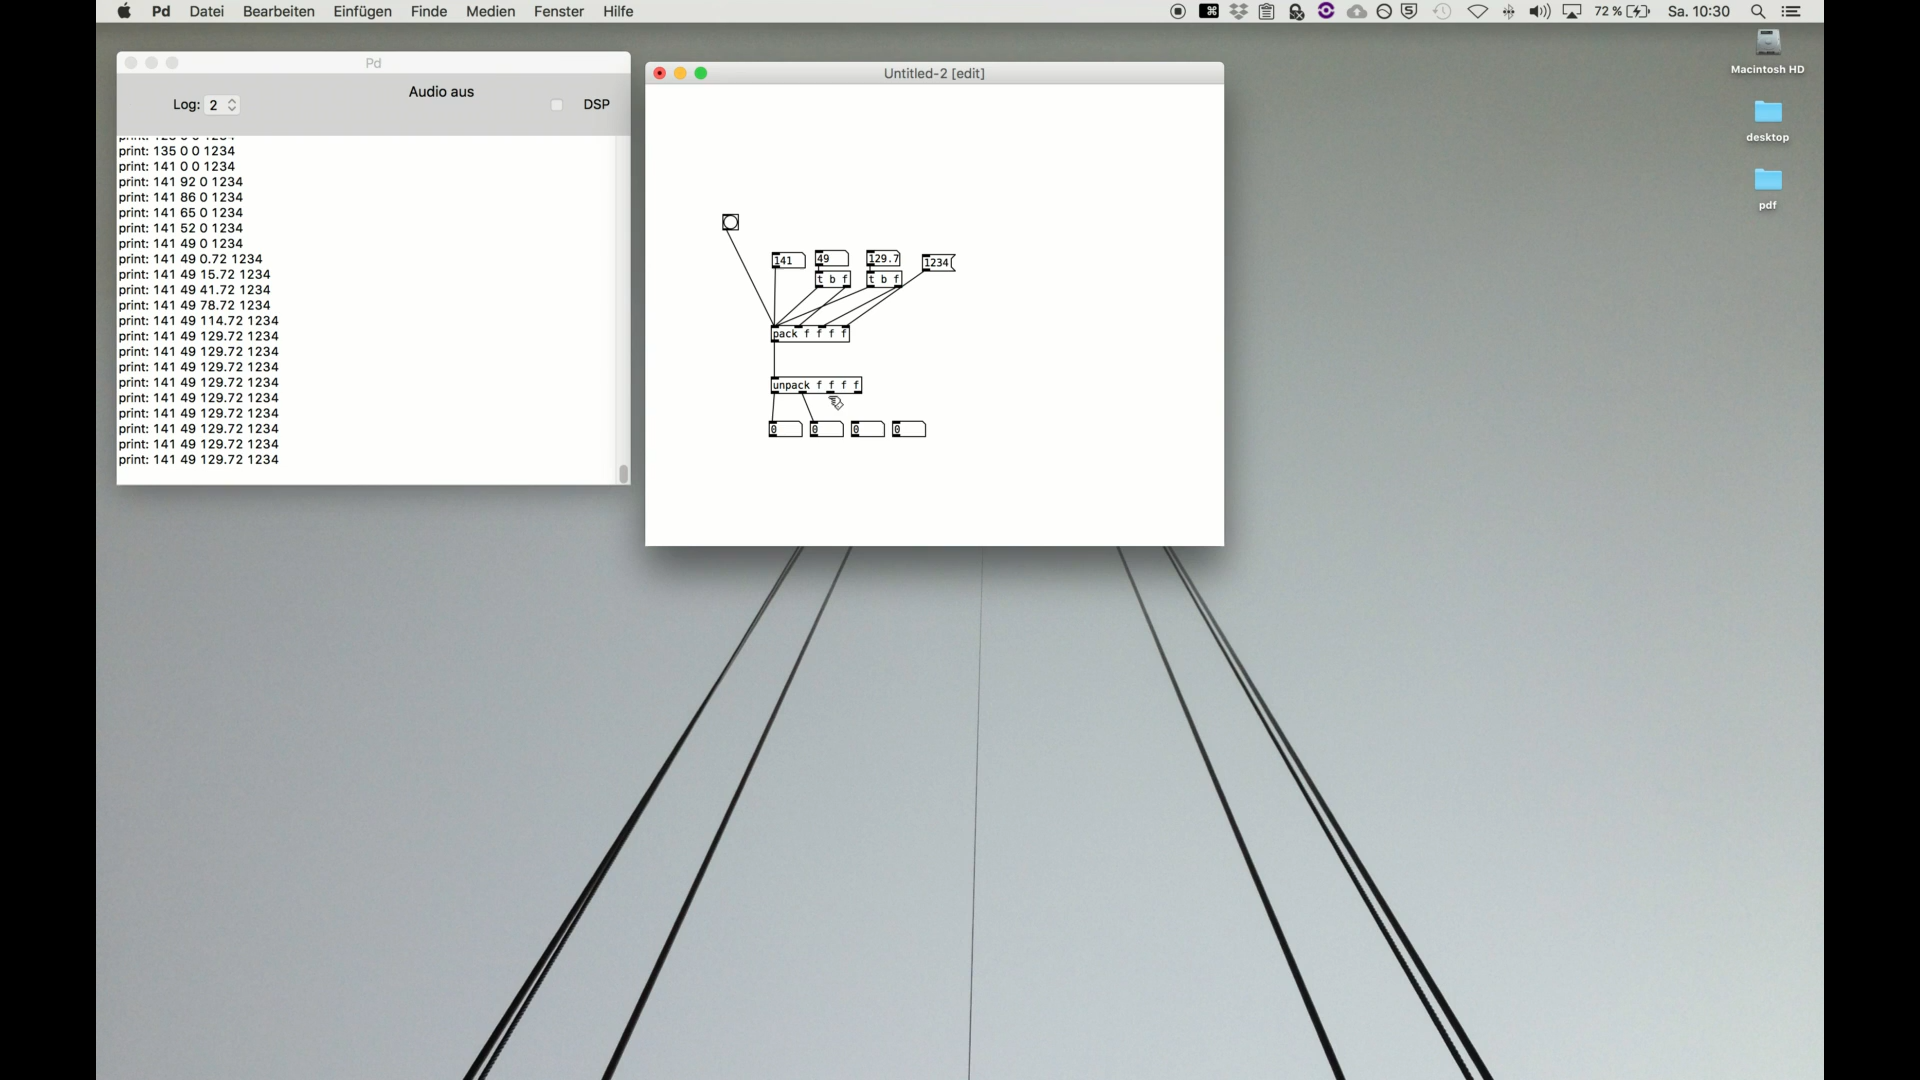 Pd Datei Bearbeiten Einfügen Finde Medien Fenster Hilfe 72 % Sa. 10:30
Macintosh HD
desktop
pdf
Pd
Audio aus
Log: 2 DSP
print: 135 0 0 1234
print: 141 0 0 1234
print: 141 92 0 1234
print: 141 86 0 1234
print: 141 65 0 1234
print: 141 52 0 1234
print: 141 49 0 1234
print: 141 49 0.72 1234
print: 141 49 15.72 1234
print: 141 49 41.72 1234
print: 141 49 78.72 1234
print: 141 49 114.72 1234
print: 141 49 129.72 1234
print: 141 49 129.72 1234
print: 141 49 129.72 1234
print: 141 49 129.72 1234
print: 141 49 129.72 1234
print: 141 49 129.72 1234
print: 141 49 129.72 1234
print: 141 49 129.72 1234
print: 141 49 129.72 1234
Untitled-2 [edit]
141 49 129.7 1234
t b f t b f
pack f f f f
unpack f f f f
0 0 0 0